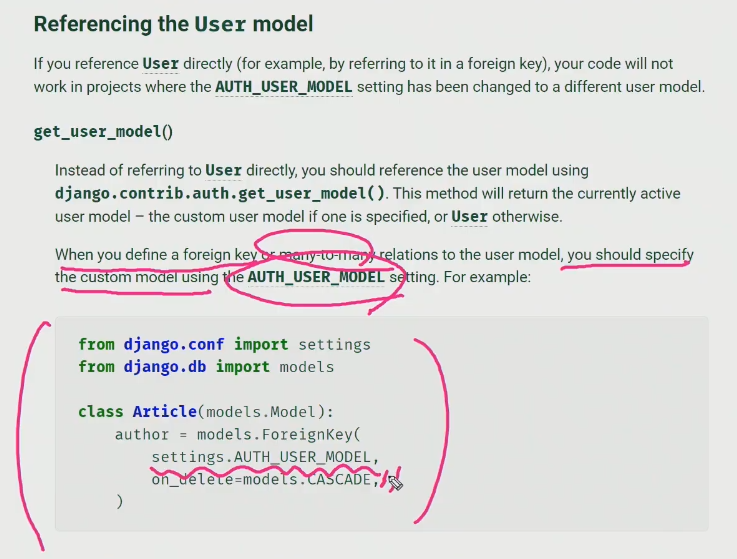 Referencing the User model
If you reference User directly (for example, by referring to it in a foreign key), your code will not
work in projects where the AUTH_USER_MODEL setting has been changed to a different user model.
get_user_model()
Instead of referring to User directly, you should reference the user model using
django.contrib.auth.get_user_model(). This method will return the currently active
user model – the custom user model if one is specified, or User otherwise.
When you define a foreign key or many-to-many relations to the user model, you should specify
the custom model using the AUTH_USER_MODEL setting. For example:
from django.conf import settings
from django.db import models
class Article(models.Model):
    author = models.ForeignKey(
        settings.AUTH_USER_MODEL,
        on_delete=models.CASCADE,
    )